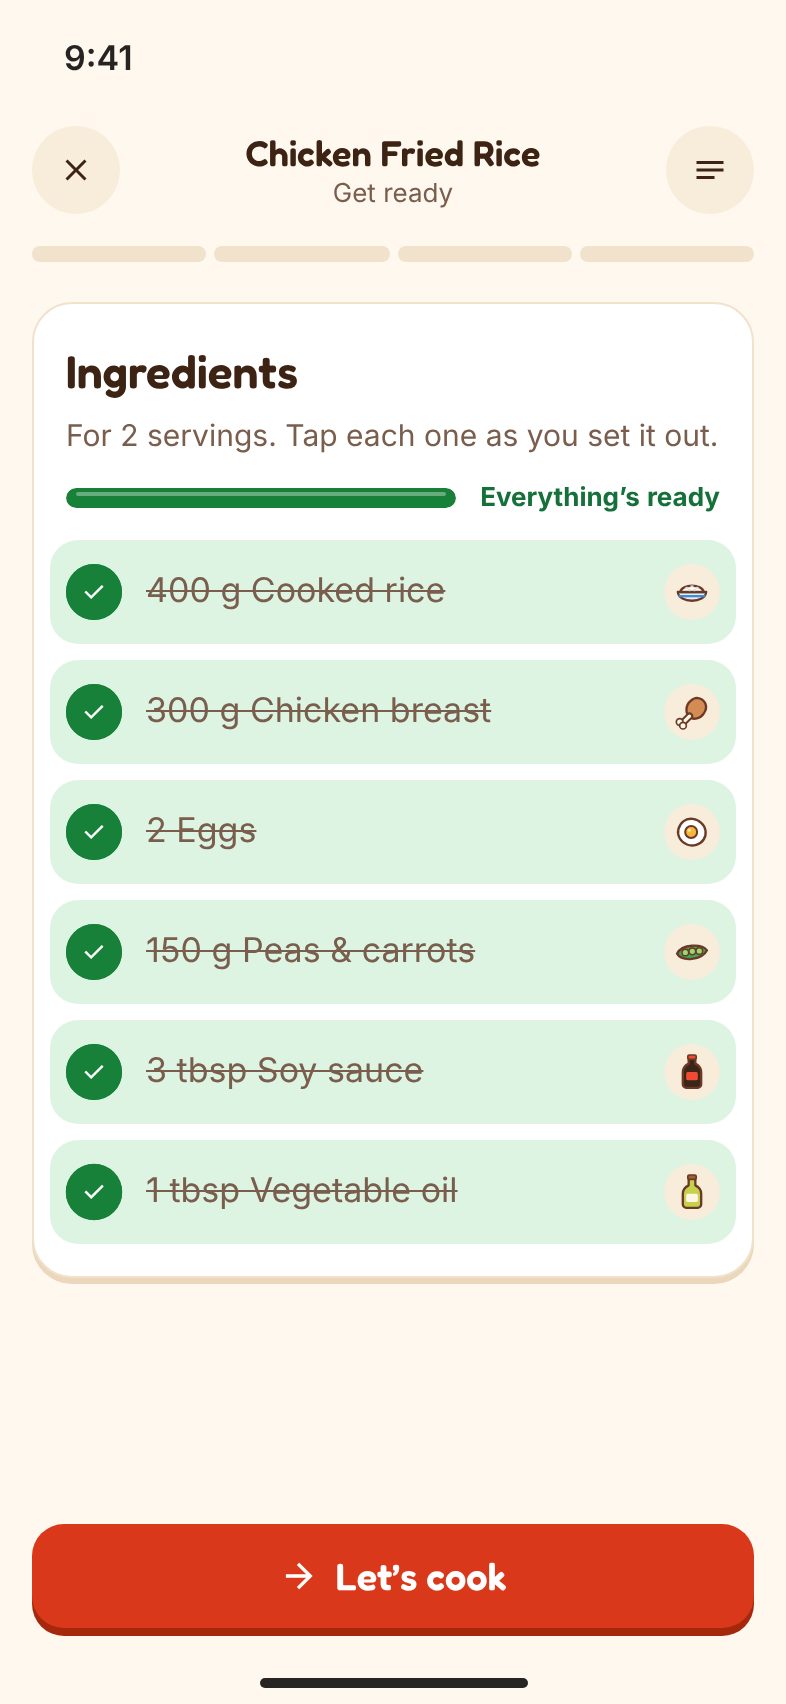 9:41
Chicken Fried Rice
Get ready
Ingredients
For 2 servings. Tap each one as you set it out.
Everything’s ready
400 g Cooked rice
300 g Chicken breast
2 Eggs
150 g Peas & carrots
3 tbsp Soy sauce
1 tbsp Vegetable oil
Let’s cook